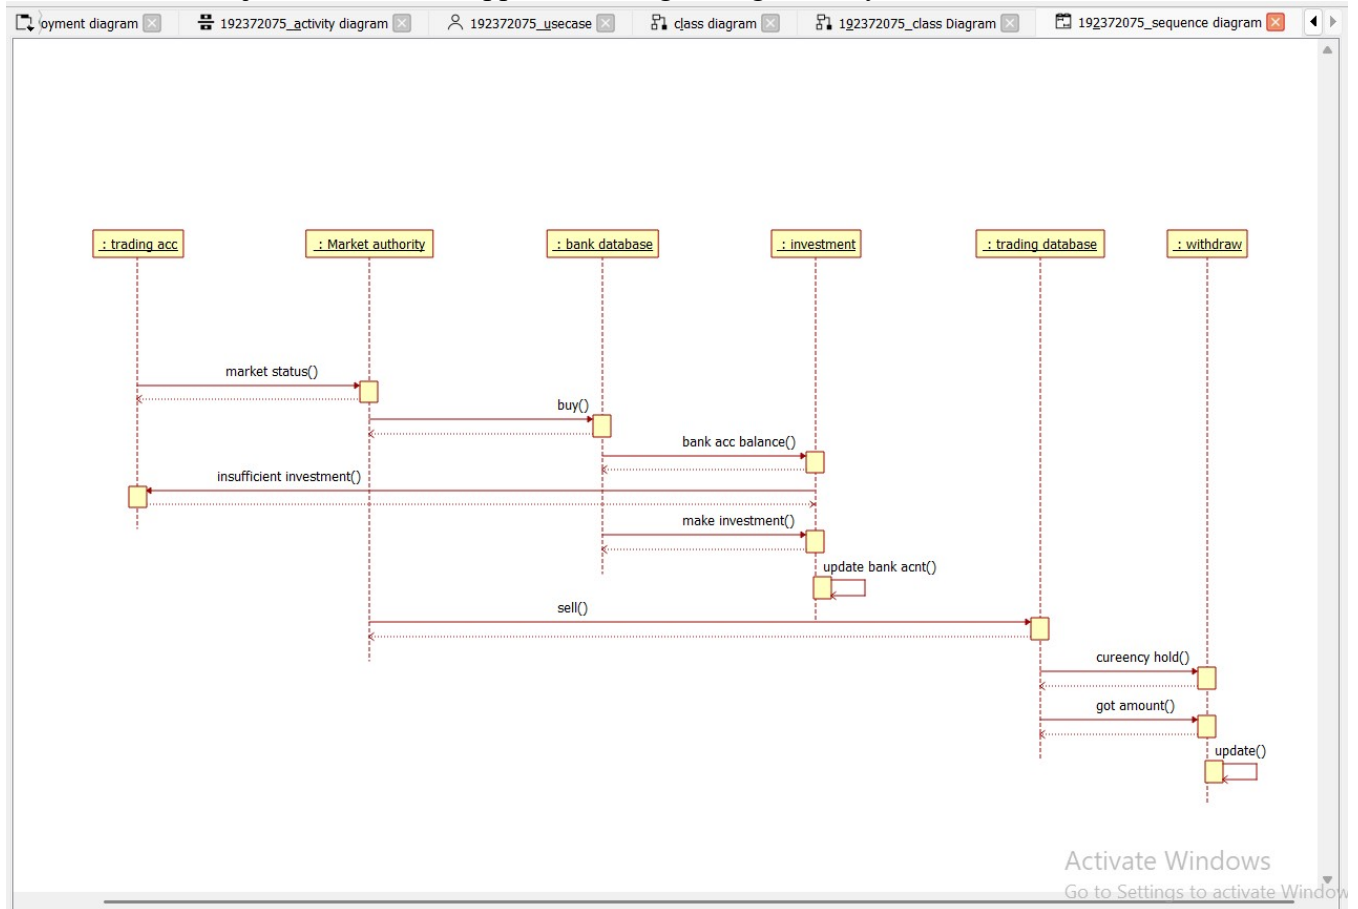 oyment diagram
192372075_activity diagram
192372075_usecase
class diagram
192372075_class Diagram
192372075_sequence diagram
: trading acc
: Market authority
: bank database
: investment
: trading database
: withdraw
market status()
buy()
bank acc balance()
insufficient investment()
make investment()
update bank acnt()
sell()
cureency hold()
got amount()
update()
Activate Windows
Go to Settings to activate Window